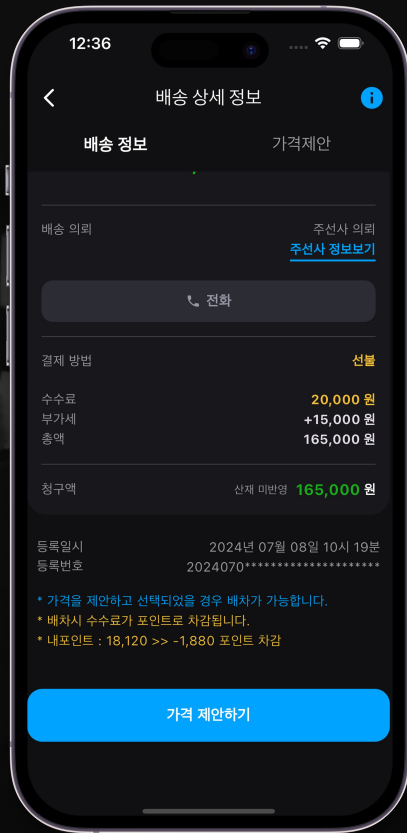 12:36
배송 상세 정보
배송 정보 가격제안
배송 의뢰 주선사 의뢰
주선사 정보보기
전화
결제 방법 선불
수수료 20,000 원
부가세 +15,000 원
총액 165,000 원
청구액 산재 미반영 165,000 원
등록일시 2024년 07월 08일 10시 19분
등록번호 2024070*********************
* 가격을 제안하고 선택되었을 경우 배차가 가능합니다.
* 배차시 수수료가 포인트로 차감됩니다.
* 내포인트 : 18,120 >> -1,880 포인트 차감
가격 제안하기